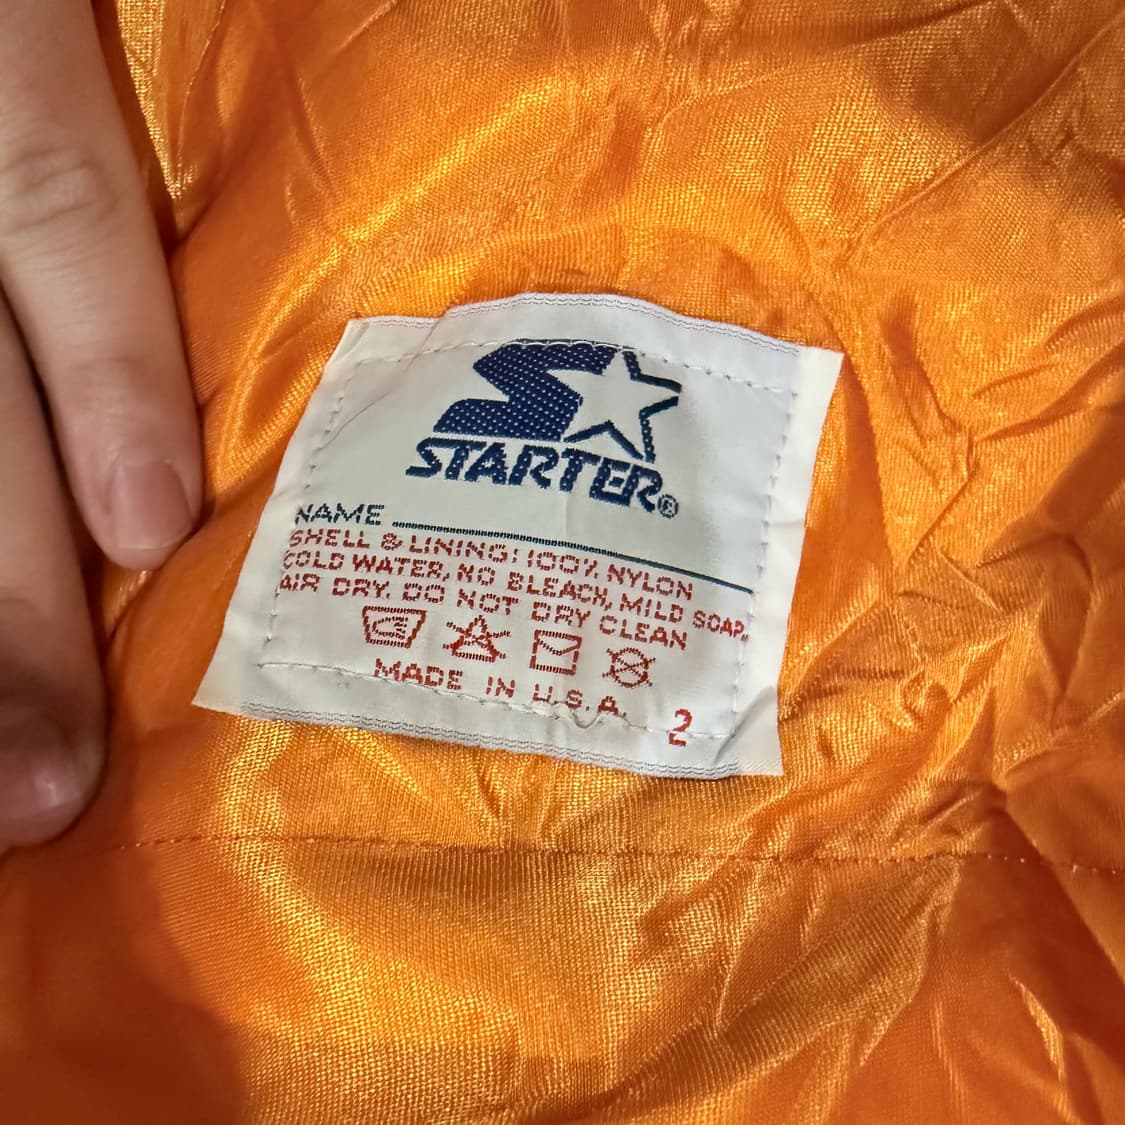 STARTER®
NAME
SHELL & LINING: 100% NYLON
COLD WATER, NO BLEACH, MILD SOAP,
AIR DRY. DO NOT DRY CLEAN
MADE IN U.S.A.
2